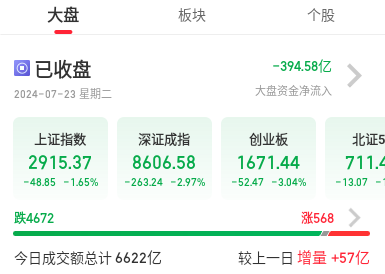 大盘 板块 个股
已收盘 -394.58亿
2024-07-23 星期二 大盘资金净流入
上证指数 深证成指 创业板 北证5
2915.37 8606.58 1671.44 711.4
-48.85 -1.65% -263.24 -2.97% -52.47 -3.04% -13.07 -1
跌4672 涨568
今日成交额总计 6622亿 较上一日 增量 +57亿